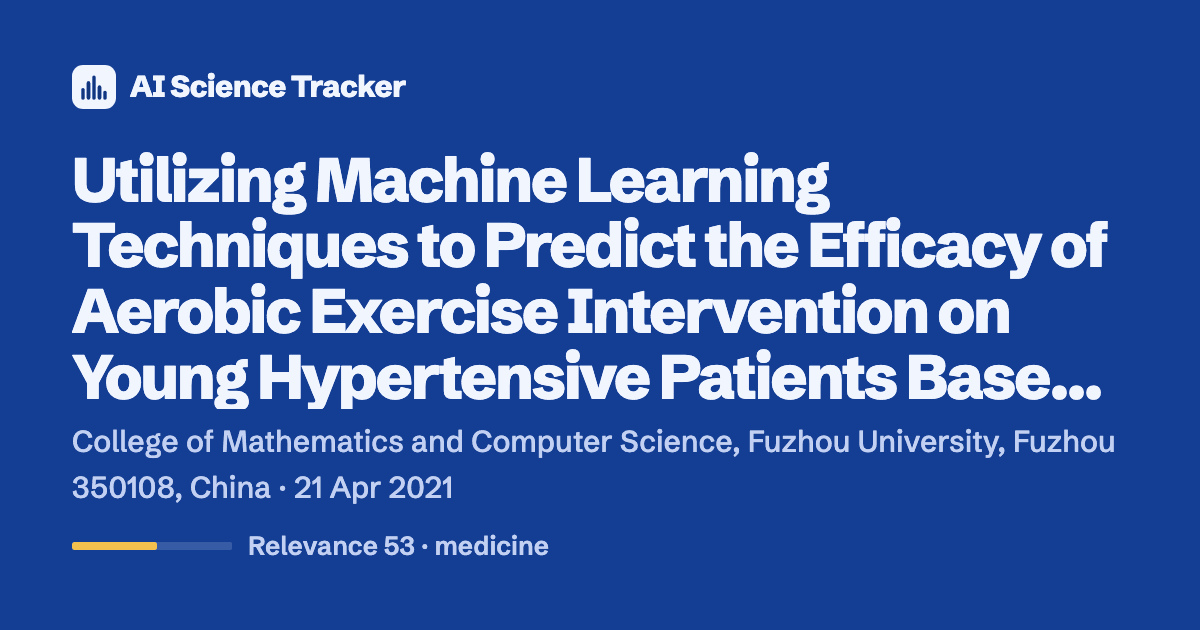 AI Science Tracker
Utilizing Machine Learning
Techniques to Predict the Efficacy of
Aerobic Exercise Intervention on
Young Hypertensive Patients Base...
College of Mathematics and Computer Science, Fuzhou University, Fuzhou
350108, China · 21 Apr 2021
Relevance 53 · medicine